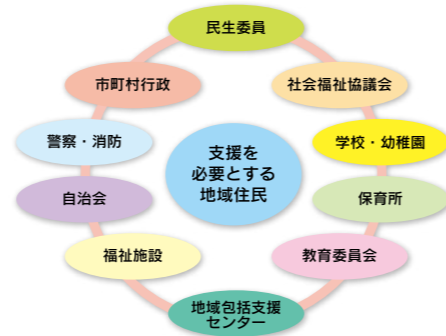 民生委員
市町村行政
社会福祉協議会
警察・消防
学校・幼稚園
支援を
必要とする
地域住民
自治会
保育所
福祉施設
教育委員会
地域包括支援
センター